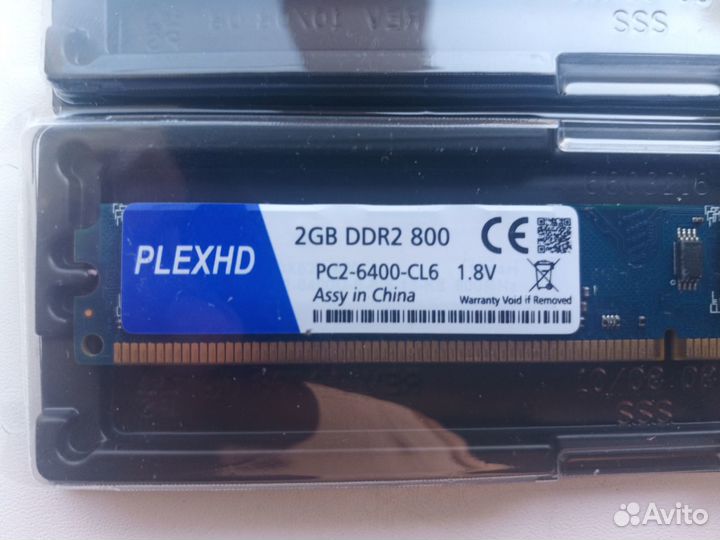 SSS
PLEXHD
2GB DDR2 800
PC2-6400-CL6 1.8V
Assy in China
Warranty Void if Removed
CE
SSS
Avito